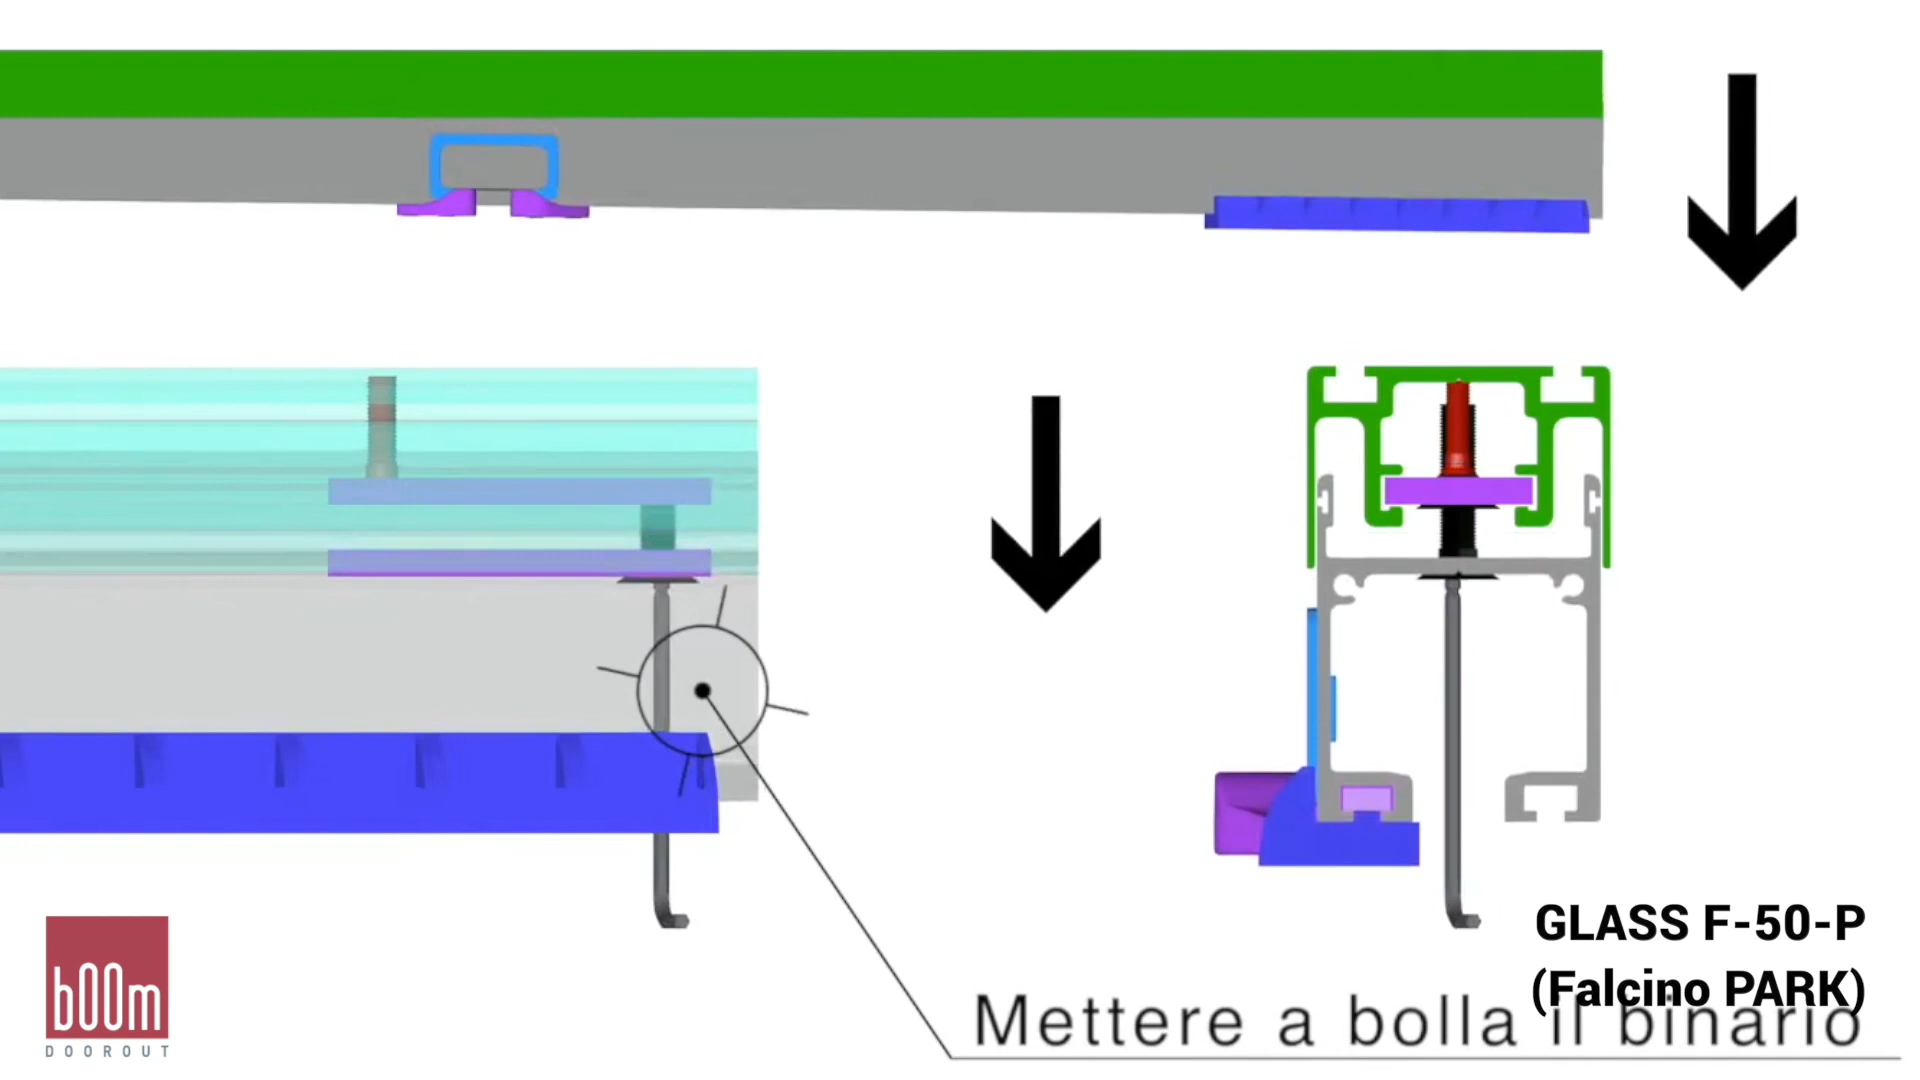 GLASS F-50-P
(Falcino PARK)
Mettere a bolla il binario
b00m
DOOROUT